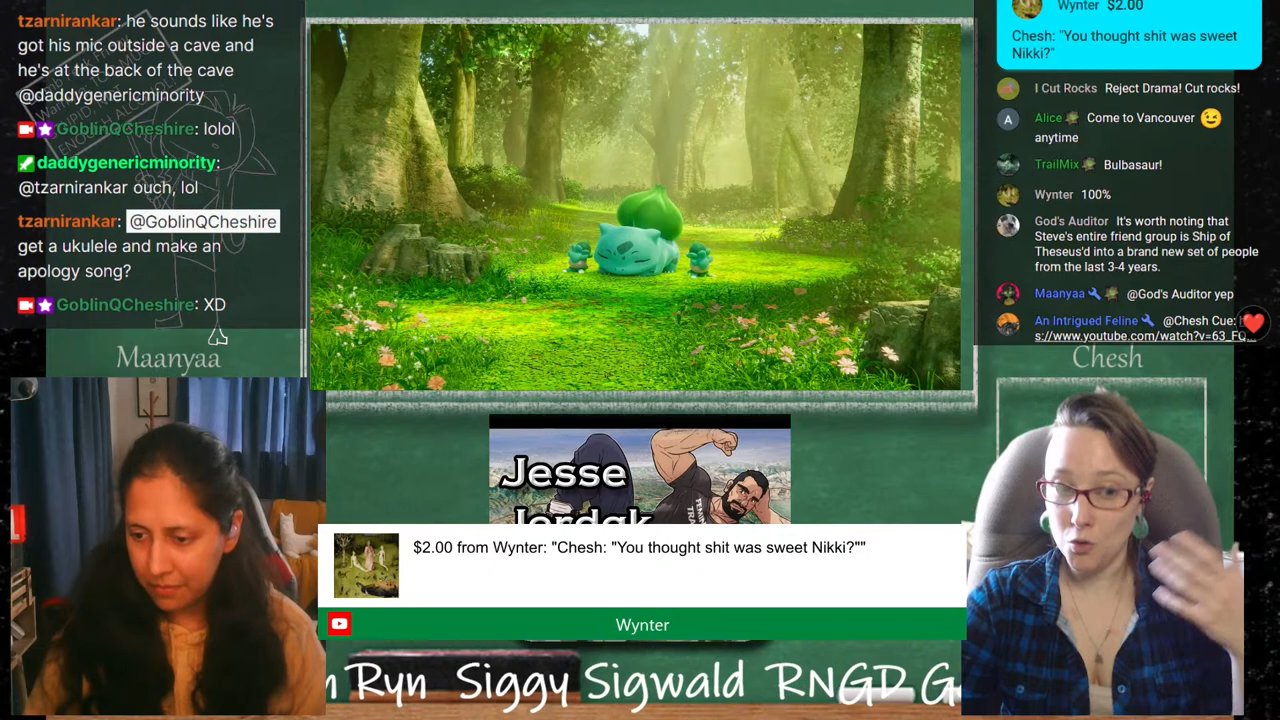 tzarnirankar: he sounds like he's
got his mic outside a cave and
he's at the back of the cave
@daddygenericminority
GoblinQCheshire: lolol
daddygenericminority:
@tzarnirankar ouch, lol
tzarnirankar: @GoblinQCheshire
get a ukulele and make an
apology song?
GoblinQCheshire: XD
Maanyaa
Wynter $2.00
Chesh: "You thought shit was sweet
Nikki?"
I Cut Rocks Reject Drama! Cut rocks!
A Alice Come to Vancouver 😉
anytime
TrailMix Bulbasaur!
Wynter 100%
God's Auditor It's worth noting that
Steve's entire friend group is Ship of
Theseus'd into a brand new set of people
from the last 3-4 years.
Maanyaa @God's Auditor yep
An Intrigued Feline @Chesh Cue:
s://www.youtube.com/watch?v=63_FQ
Chesh
Jesse
Jordak
$2.00 from Wynter: "Chesh: "You thought shit was sweet Nikki?""
Wynter
n Ryn Siggy Sigwald RNGD G